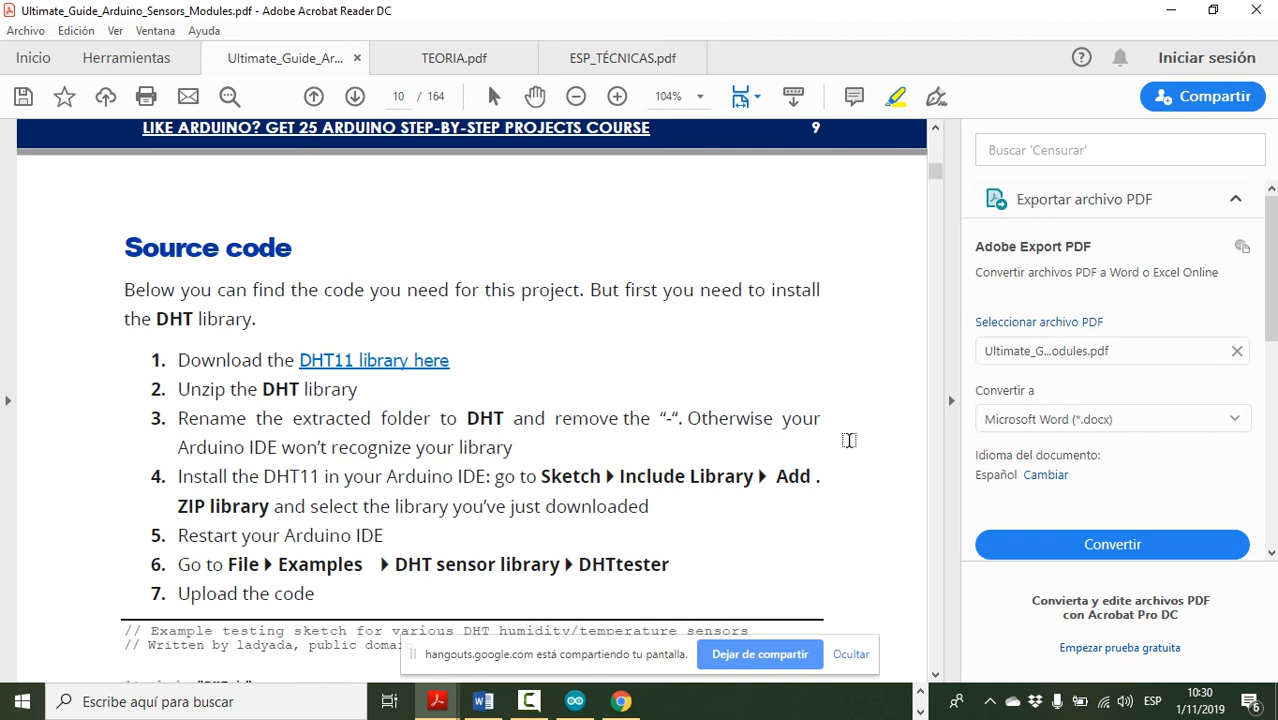 Ultimate_Guide_Arduino_Sensors_Modules.pdf - Adobe Acrobat Reader DC
Archivo Edición Ver Ventana Ayuda
Inicio Herramientas Ultimate_Guide_Ar... × TEORIA.pdf ESP_TÉCNICAS.pdf Iniciar sesión
10 / 164 104% Compartir
LIKE ARDUINO? GET 25 ARDUINO STEP-BY-STEP PROJECTS COURSE 9
Source code
Below you can find the code you need for this project. But first you need to install
the DHT library.
1. Download the DHT11 library here
2. Unzip the DHT library
3. Rename the extracted folder to DHT and remove the “-“. Otherwise your
Arduino IDE won’t recognize your library
4. Install the DHT11 in your Arduino IDE: go to Sketch Include Library Add .
ZIP library and select the library you’ve just downloaded
5. Restart your Arduino IDE
6. Go to File Examples DHT sensor library DHTtester
7. Upload the code
// Example testing sketch for various DHT humidity/temperature sensors
// Written by ladyada, public domai
hangouts.google.com está compartiendo tu pantalla. Dejar de compartir Ocultar
Buscar 'Censurar'
Exportar archivo PDF
Adobe Export PDF
Convertir archivos PDF a Word o Excel Online
Seleccionar archivo PDF
Ultimate_G...odules.pdf ×
Convertir a
Microsoft Word (*.docx)
Idioma del documento:
Español Cambiar
Convertir
Convierta y edite archivos PDF
con Acrobat Pro DC
Empezar prueba gratuita
Escribe aquí para buscar
ESP
10:30
1/11/2019
6